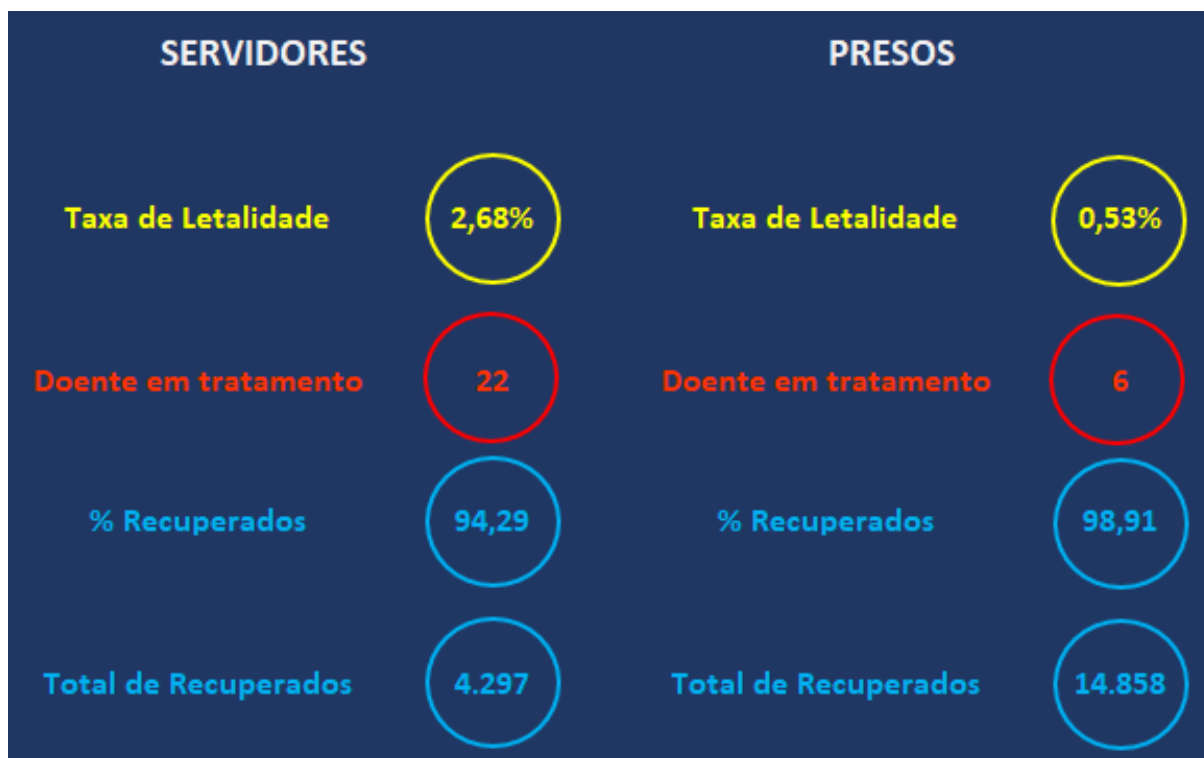 SERVIDORES
PRESOS
Taxa de Letalidade
2,68%
Taxa de Letalidade
0,53%
Doente em tratamento
22
Doente em tratamento
6
% Recuperados
94,29
% Recuperados
98,91
Total de Recuperados
4.297
Total de Recuperados
14.858